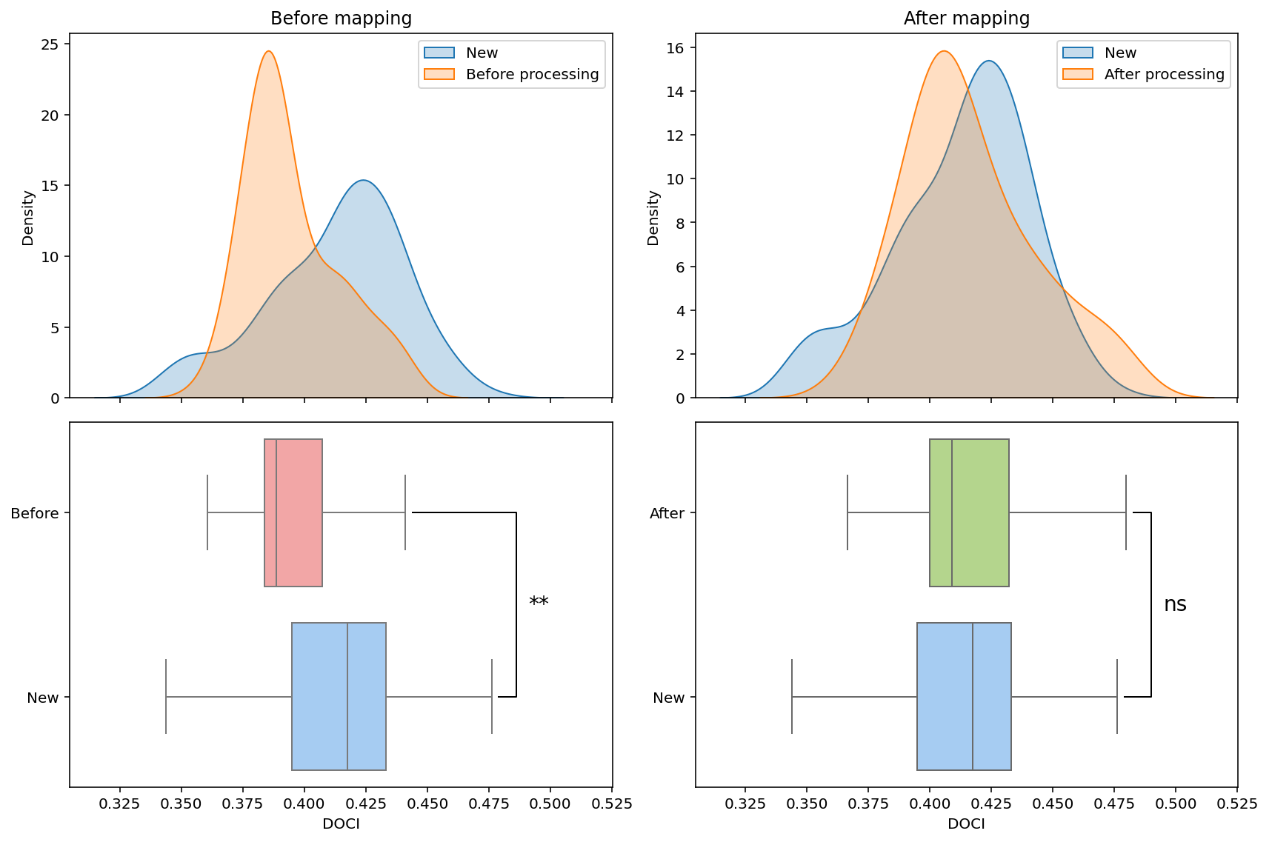 Before mapping
After mapping
New
Before processing
New
After processing
25
20
15
10
5
0
Density
16
14
12
10
8
6
4
2
0
Density
Before
New
**
After
New
ns
0.325 0.350 0.375 0.400 0.425 0.450 0.475 0.500 0.525
DOCI
0.325 0.350 0.375 0.400 0.425 0.450 0.475 0.500 0.525
DOCI